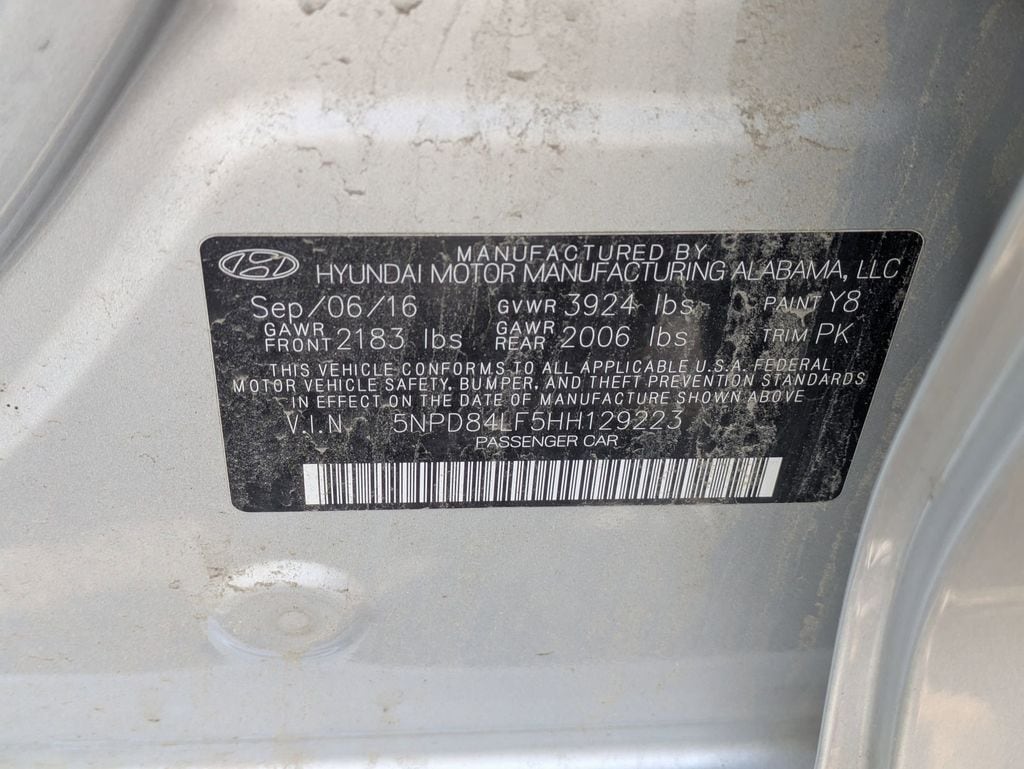 MANUFACTURED BY
HYUNDAI MOTOR MANUFACTURING ALABAMA, LLC
Sep/06/16 GVWR 3924 lbs PAINT Y8
GAWR FRONT 2183 lbs GAWR REAR 2006 lbs TRIM PK
THIS VEHICLE CONFORMS TO ALL APPLICABLE U.S.A. FEDERAL
MOTOR VEHICLE SAFETY, BUMPER, AND THEFT PREVENTION STANDARDS
IN EFFECT ON THE DATE OF MANUFACTURE SHOWN ABOVE
V.I.N 5NPD84LF5HH129223
PASSENGER CAR